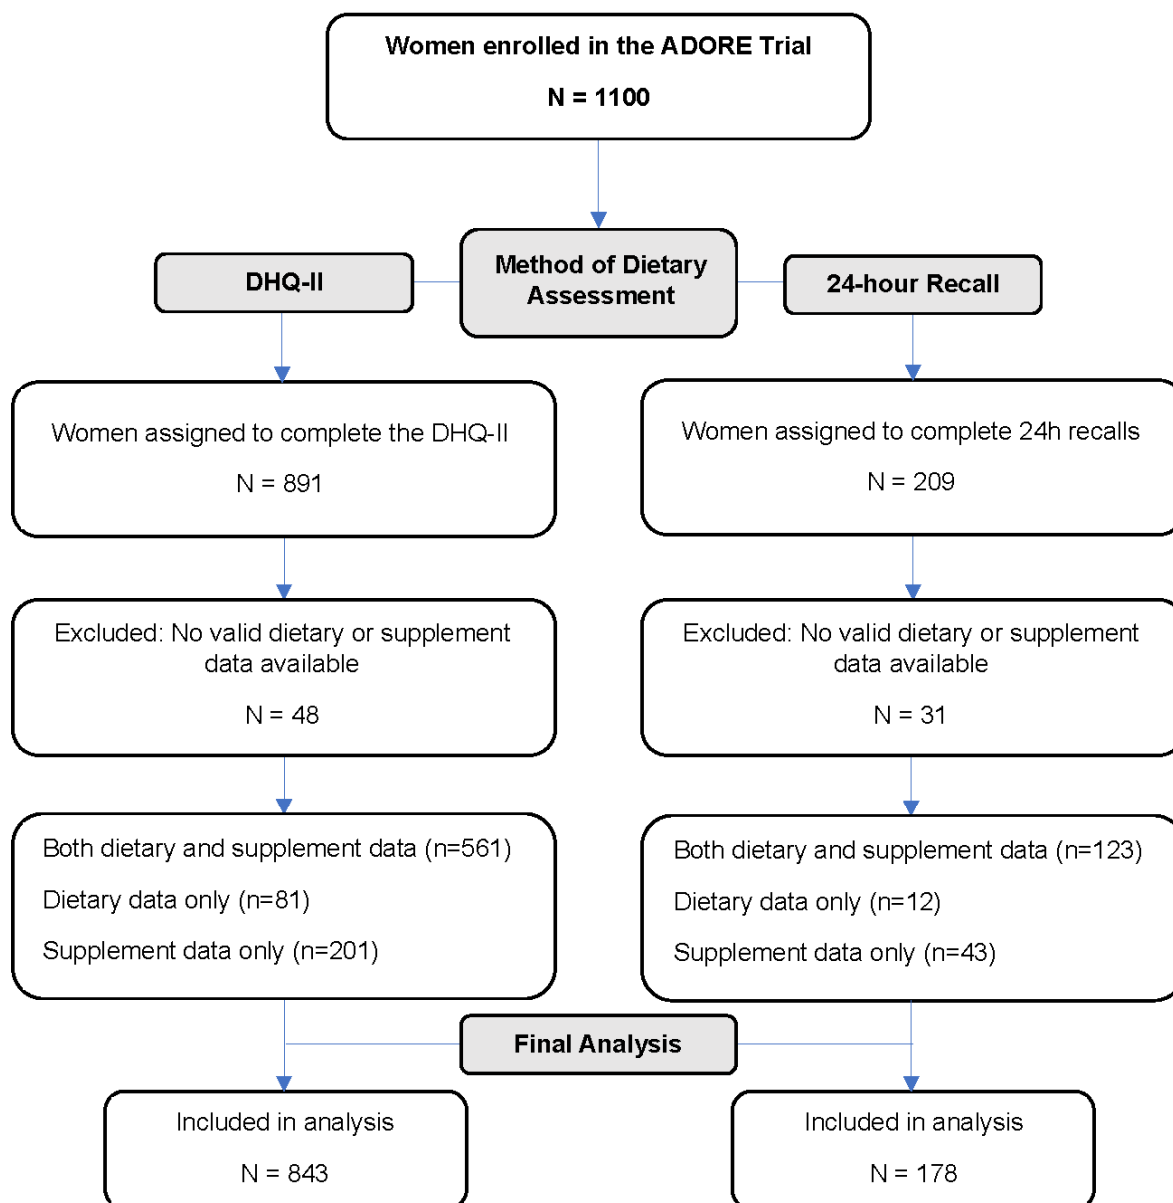 Women enrolled in the ADORE Trial
N = 1100
Method of Dietary
Assessment
DHQ-II
24-hour Recall
Women assigned to complete the DHQ-II
N = 891
Women assigned to complete 24h recalls
N = 209
Excluded: No valid dietary or supplement
data available
N = 48
Excluded: No valid dietary or supplement
data available
N = 31
Both dietary and supplement data (n=561)
Dietary data only (n=81)
Supplement data only (n=201)
Both dietary and supplement data (n=123)
Dietary data only (n=12)
Supplement data only (n=43)
Final Analysis
Included in analysis
N = 843
Included in analysis
N = 178